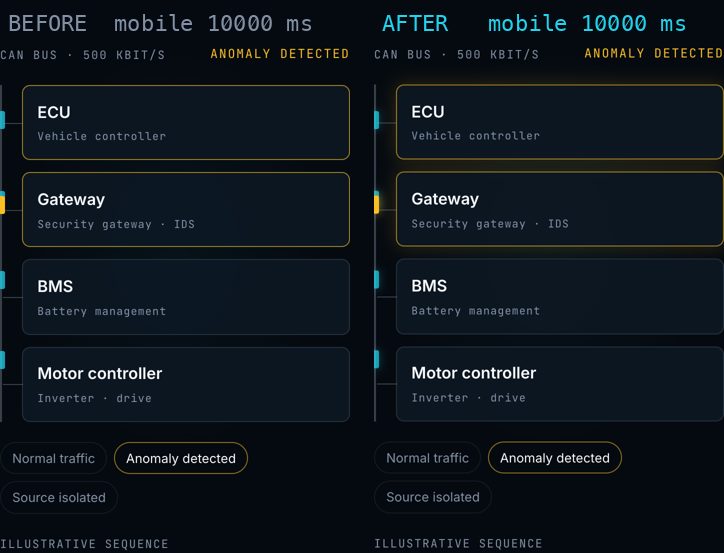 BEFORE mobile 10000 ms
CAN BUS · 500 KBIT/S ANOMALY DETECTED
ECU
Vehicle controller
Gateway
Security gateway · IDS
BMS
Battery management
Motor controller
Inverter · drive
Normal traffic Anomaly detected
Source isolated
ILLUSTRATIVE SEQUENCE
AFTER mobile 10000 ms
CAN BUS · 500 KBIT/S ANOMALY DETECTED
ECU
Vehicle controller
Gateway
Security gateway · IDS
BMS
Battery management
Motor controller
Inverter · drive
Normal traffic Anomaly detected
Source isolated
ILLUSTRATIVE SEQUENCE